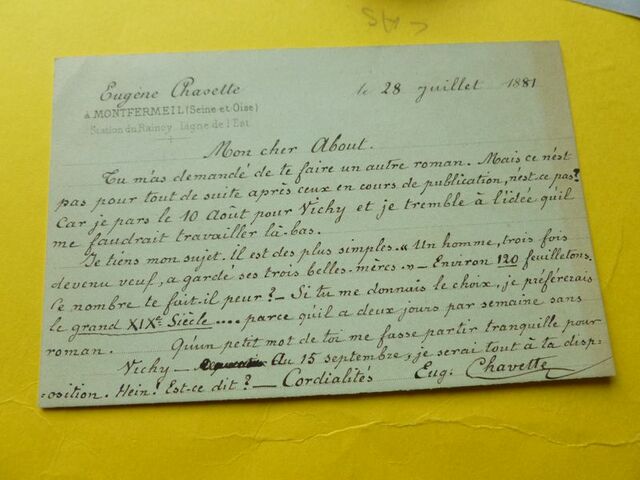 CAS
Eugène Chavette
à MONTFERMEIL (Seine et Oise)
Station du Raincy Ligne de l'Est
le 28 juillet 1881
Mon cher About.
Tu m'as demandé de te faire un autre roman. Mais ce n'est
pas pour tout de suite après ceux en cours de publication, n'est-ce pas?
Car je pars le 10 Aout pour Vichy et je tremble à l'idée qu'il
me faudrait travailler là-bas.
Je tiens mon sujet. Il est des plus simples. « Un homme, trois fois
devenu veuf, a gardé ses trois belles-mères. » — Environ 120 feuilletons.
Ce nombre te fait-il peur? — Si tu me donnais le choix, je préférerais
le grand XIXe Siècle .... parce qu'il a deux jours par semaine sans
roman. Qu'un petit mot de toi me fasse partir tranquille pour
Vichy — Au 15 septembre, je serai tout à ta disp-
-osition. Hein! Est-ce dit? — Cordialités Eug. Chavette